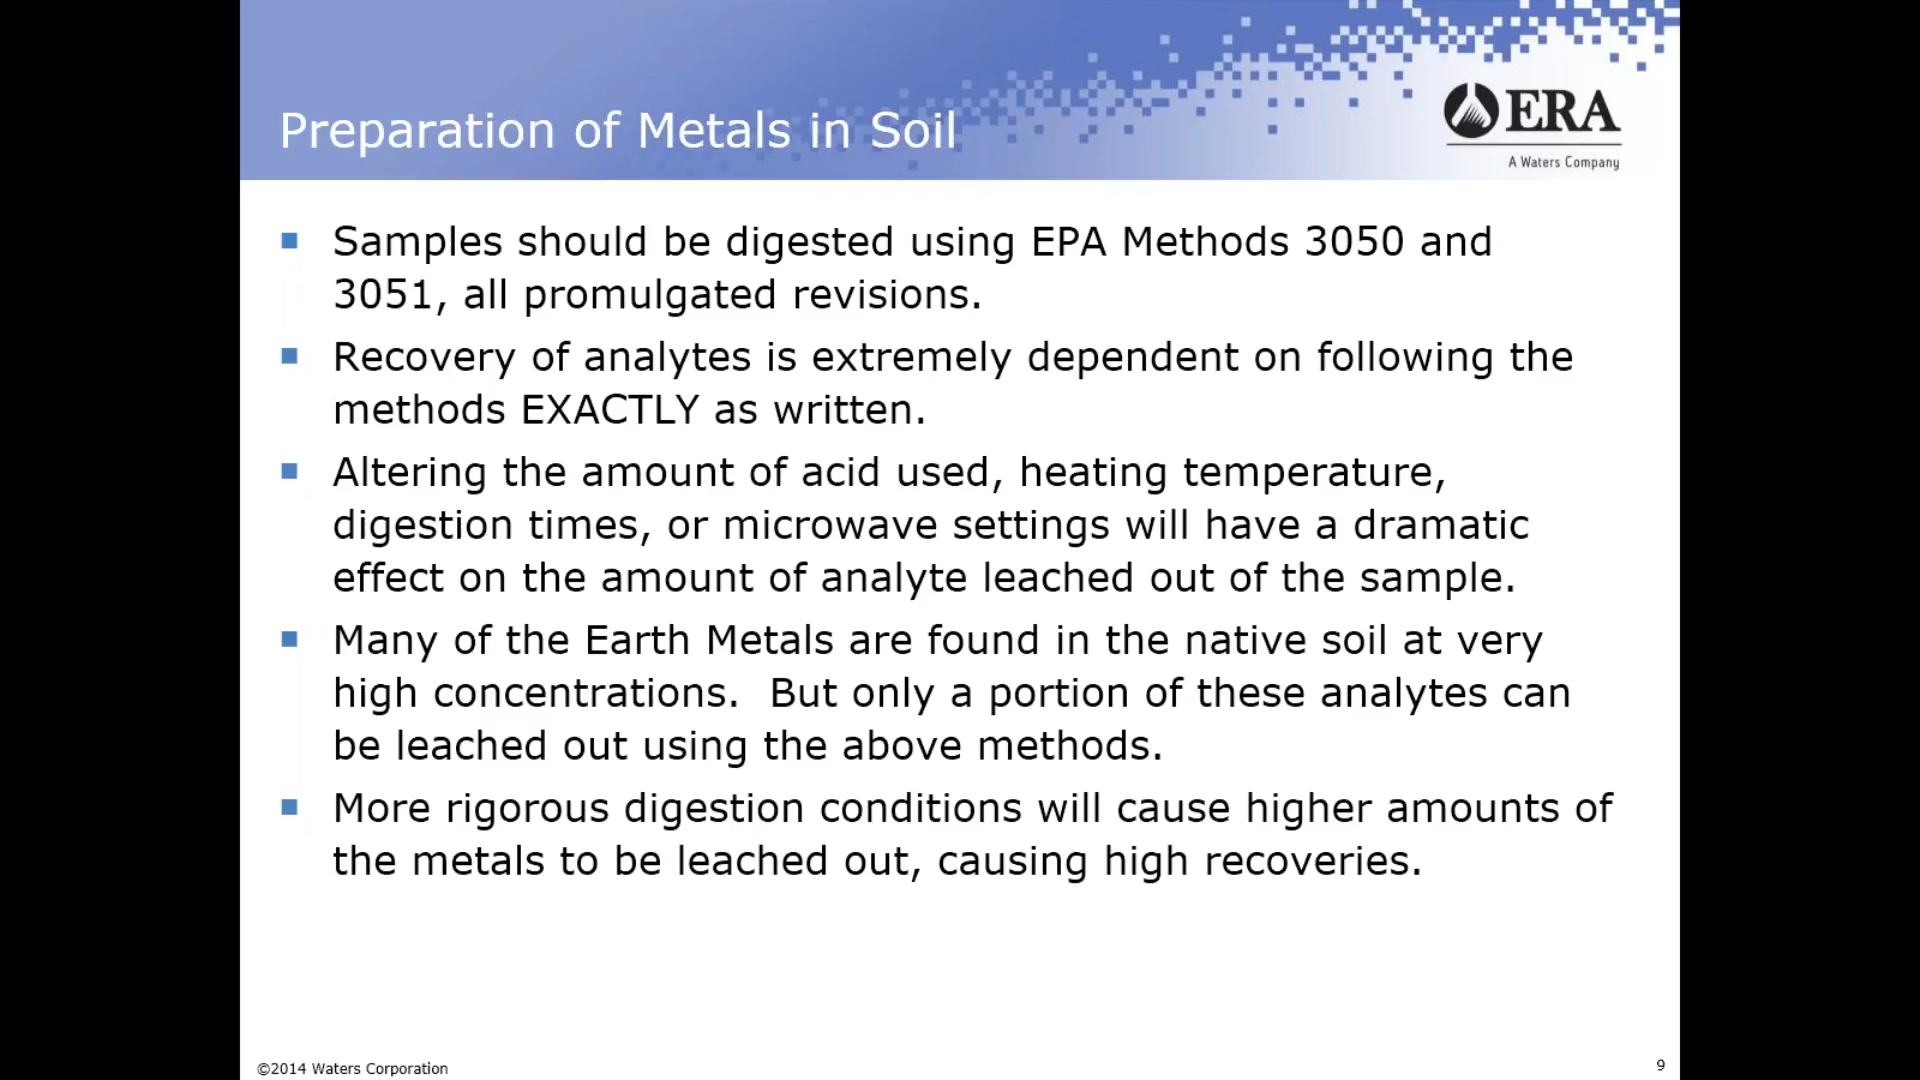 Preparation of Metals in Soil
ERA
A Waters Company
Samples should be digested using EPA Methods 3050 and
3051, all promulgated revisions.
Recovery of analytes is extremely dependent on following the
methods EXACTLY as written.
Altering the amount of acid used, heating temperature,
digestion times, or microwave settings will have a dramatic
effect on the amount of analyte leached out of the sample.
Many of the Earth Metals are found in the native soil at very
high concentrations.  But only a portion of these analytes can
be leached out using the above methods.
More rigorous digestion conditions will cause higher amounts of
the metals to be leached out, causing high recoveries.
©2014 Waters Corporation
9